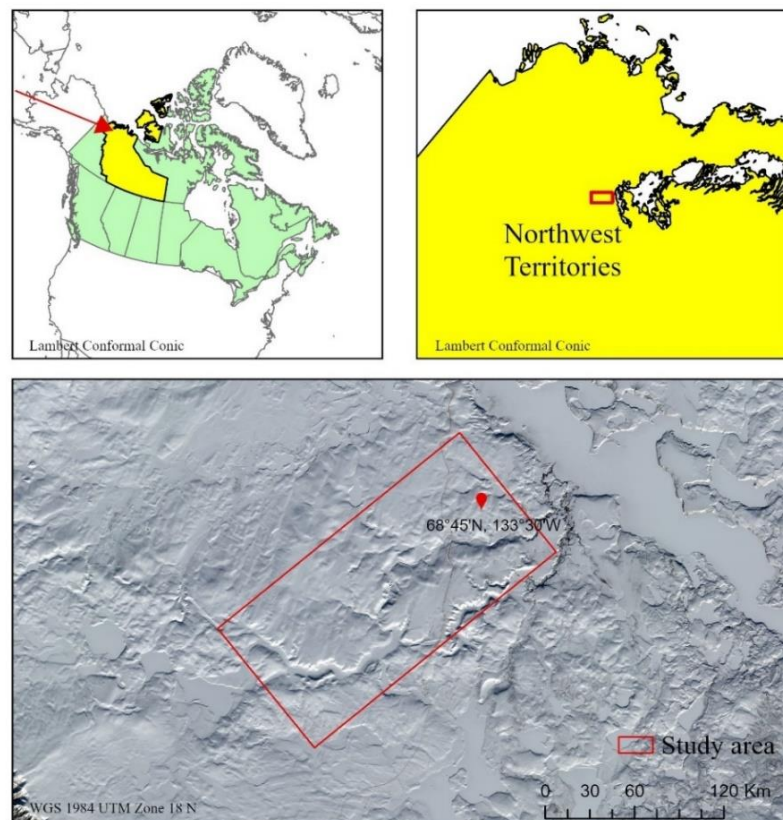 Lambert Conformal Conic
Northwest
Territories
Lambert Conformal Conic
68°45'N, 133°30'W
Study area
WGS 1984 UTM Zone 18 N
0 30 60 120 Km